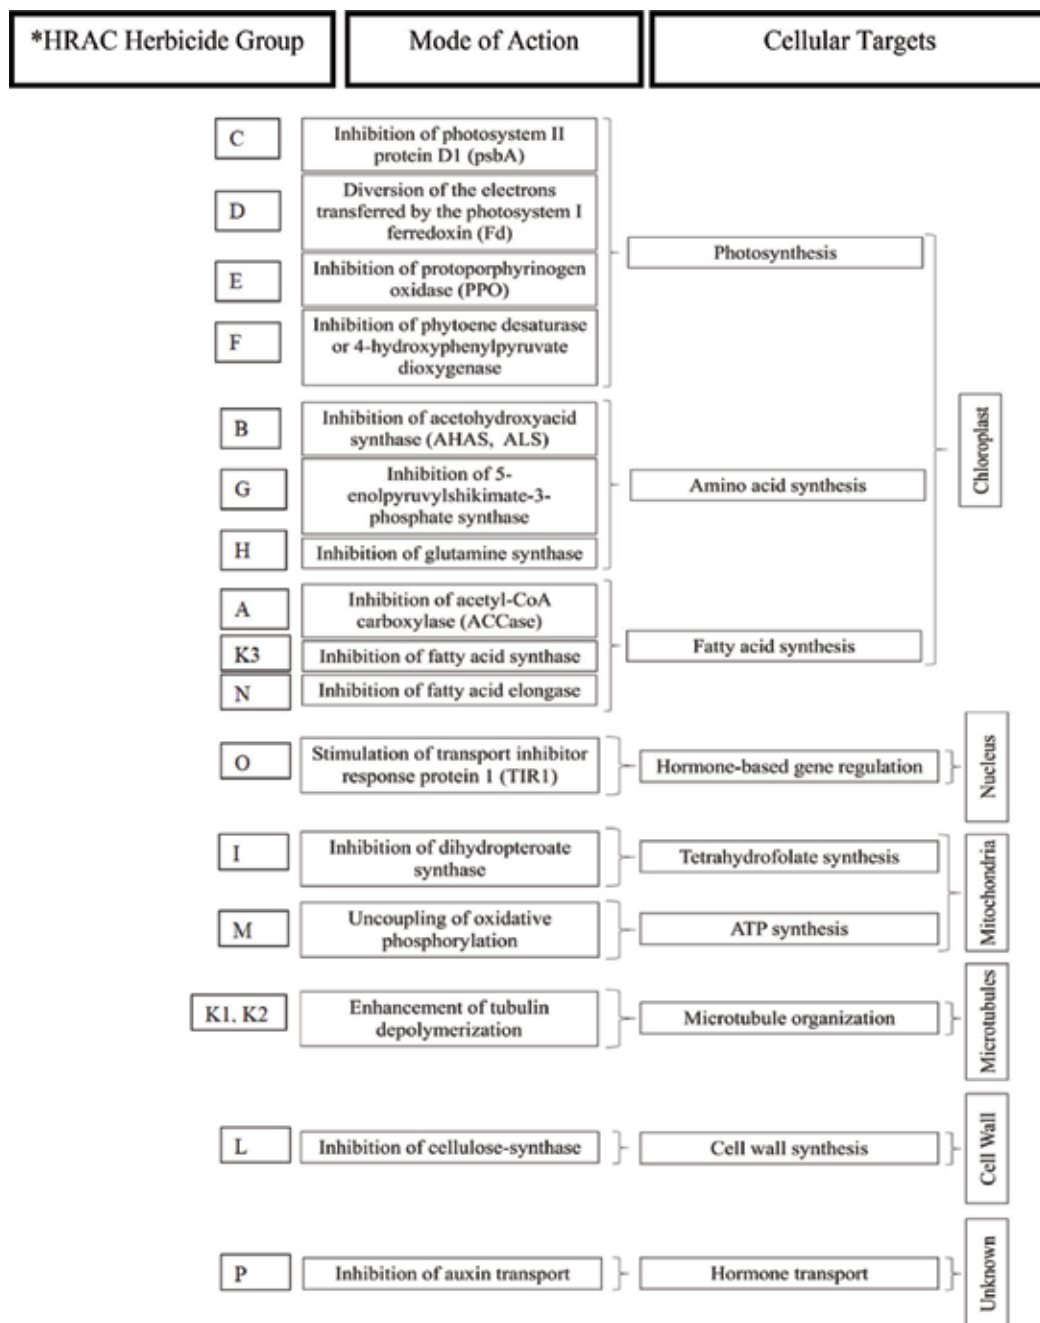 *HRAC Herbicide Group
Mode of Action
Cellular Targets
C
Inhibition of photosystem II
protein D1 (psbA)
D
Diversion of the electrons
transferred by the photosystem I
ferredoxin (Fd)
E
Inhibition of protoporphyrinogen
oxidase (PPO)
F
Inhibition of phytoene desaturase
or 4-hydroxyphenylpyruvate
dioxygenase
Photosynthesis
B
Inhibition of acetohydroxyacid
synthase (AHAS, ALS)
G
Inhibition of 5-
enolpyruvylshikimate-3-
phosphate synthase
H
Inhibition of glutamine synthase
Amino acid synthesis
A
Inhibition of acetyl-CoA
carboxylase (ACCase)
K3
Inhibition of fatty acid synthase
N
Inhibition of fatty acid elongase
Fatty acid synthesis
Chloroplast
O
Stimulation of transport inhibitor
response protein 1 (TIR1)
Hormone-based gene regulation
Nucleus
I
Inhibition of dihydropteroate
synthase
Tetrahydrofolate synthesis
M
Uncoupling of oxidative
phosphorylation
ATP synthesis
Mitochondria
K1, K2
Enhancement of tubulin
depolymerization
Microtubule organization
Microtubules
L
Inhibition of cellulose-synthase
Cell wall synthesis
Cell Wall
P
Inhibition of auxin transport
Hormone transport
Unknown